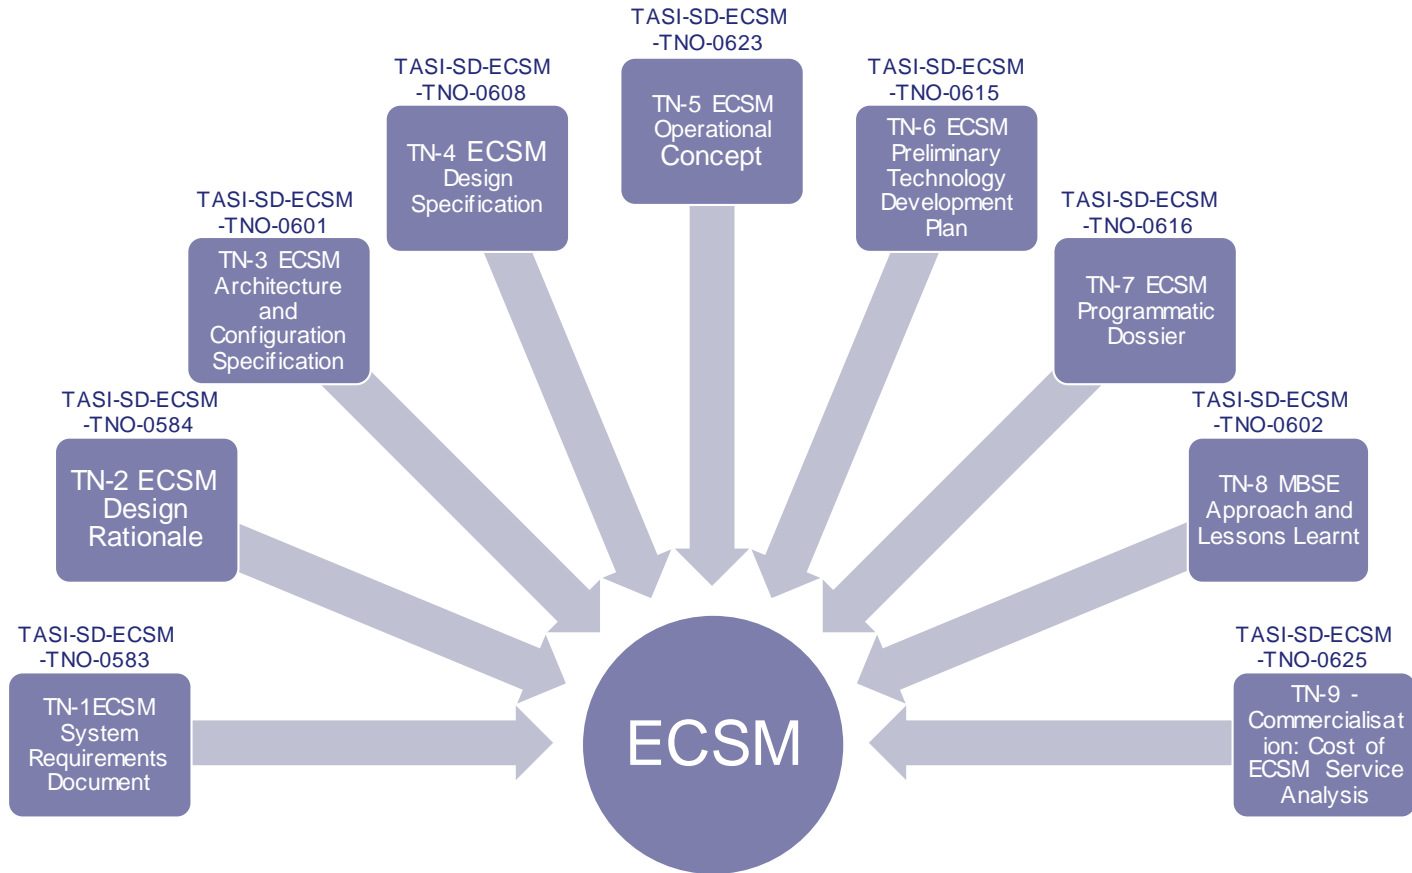 TASI-SD-ECSM
-TNO-0583
TN-1ECSM
System
Requirements
Document
TASI-SD-ECSM
-TNO-0584
TN-2 ECSM
Design
Rationale
TASI-SD-ECSM
-TNO-0601
TN-3 ECSM
Architecture
and
Configuration
Specification
TASI-SD-ECSM
-TNO-0608
TN-4 ECSM
Design
Specification
TASI-SD-ECSM
-TNO-0623
TN-5 ECSM
Operational
Concept
TASI-SD-ECSM
-TNO-0615
TN-6 ECSM
Preliminary
Technology
Development
Plan
TASI-SD-ECSM
-TNO-0616
TN-7 ECSM
Programmatic
Dossier
TASI-SD-ECSM
-TNO-0602
TN-8 MBSE
Approach and
Lessons Learnt
TASI-SD-ECSM
-TNO-0625
TN-9 -
Commercialisat
ion: Cost of
ECSM Service
Analysis
ECSM